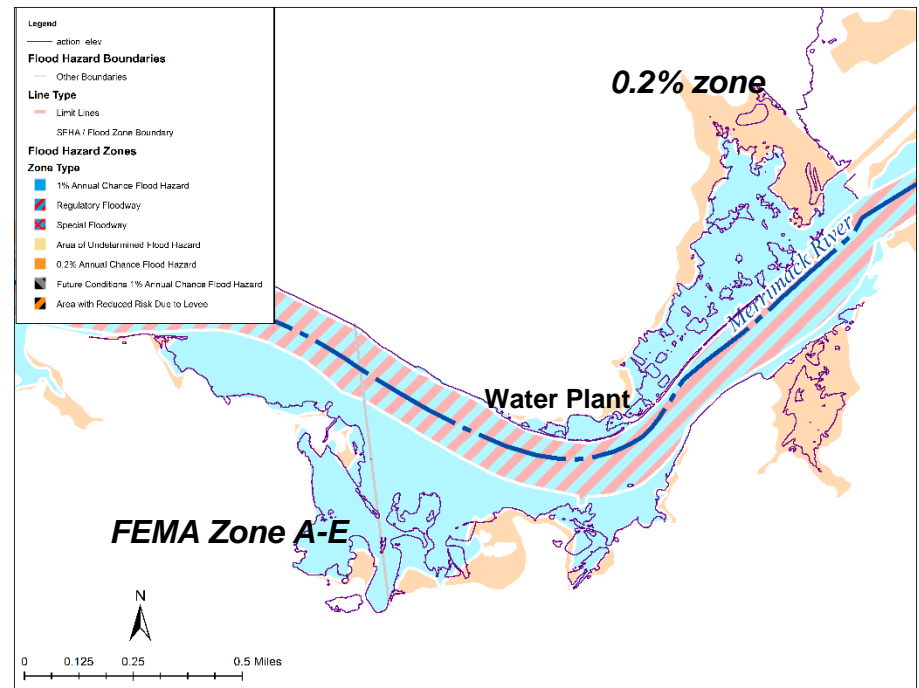 Legend
action_elev
Flood Hazard Boundaries
Other Boundaries
Line Type
Limit Lines
SFHA / Flood Zone Boundary
Flood Hazard Zones
Zone Type
1% Annual Chance Flood Hazard
Regulatory Floodway
Special Floodway
Area of Undetermined Flood Hazard
0.2% Annual Chance Flood Hazard
Future Conditions 1% Annual Chance Flood Hazard
Area with Reduced Risk Due to Levee
0.2% zone
Merrimack River
Water Plant
FEMA Zone A-E
N
0 0.125 0.25 0.5 Miles